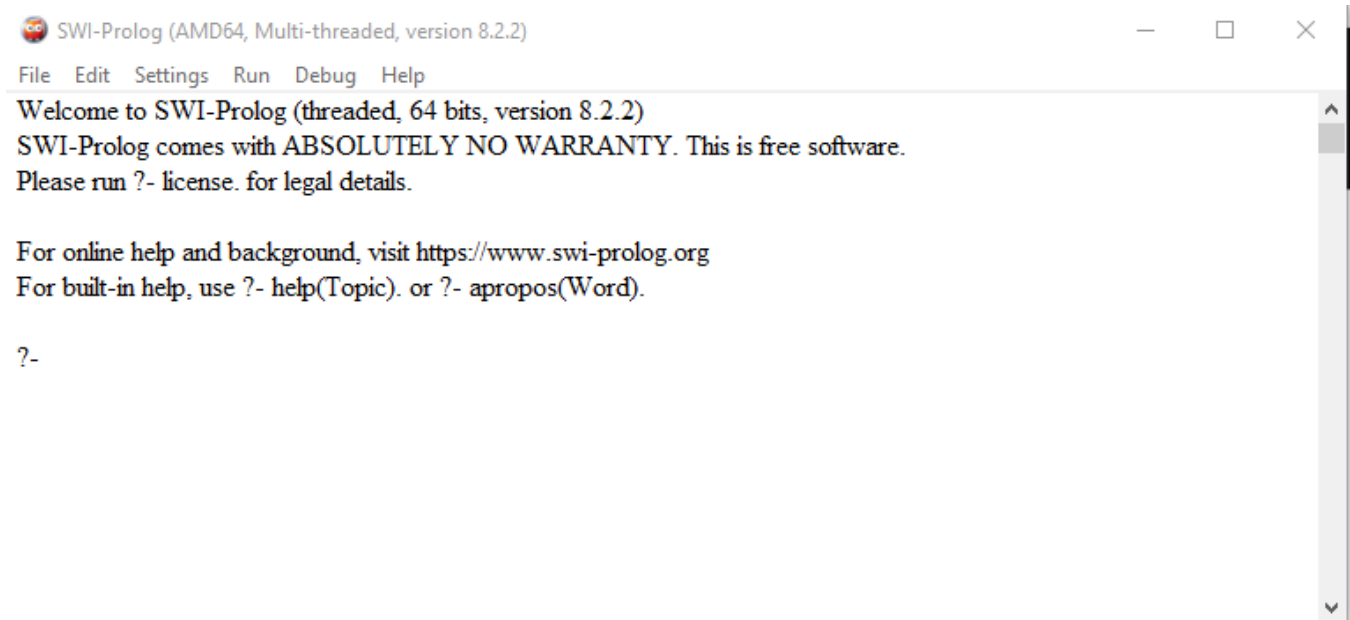 SWI-Prolog (AMD64, Multi-threaded, version 8.2.2)
File Edit Settings Run Debug Help
Welcome to SWI-Prolog (threaded, 64 bits, version 8.2.2)
SWI-Prolog comes with ABSOLUTELY NO WARRANTY. This is free software.
Please run ?- license. for legal details.
For online help and background, visit https://www.swi-prolog.org
For built-in help, use ?- help(Topic). or ?- apropos(Word).
?-